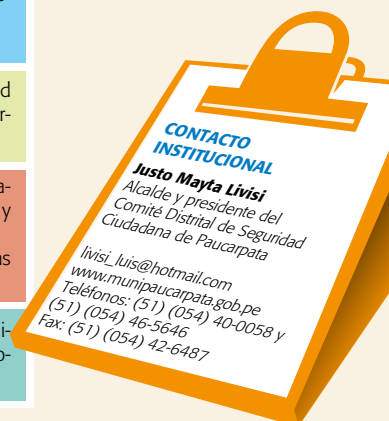 d
r-
a-
y
as
i-
o-
CONTACTO
INSTITUCIONAL
Justo Mayta Livisi
Alcalde y presidente del
Comité Distrital de Seguridad
Ciudadana de Paucarpata
livisi_luis@hotmail.com
www.munipaucarpata.gob.pe
Teléfonos: (51) (054) 40-0058 y
(51) (054) 46-5646
Fax: (51) (054) 42-6487